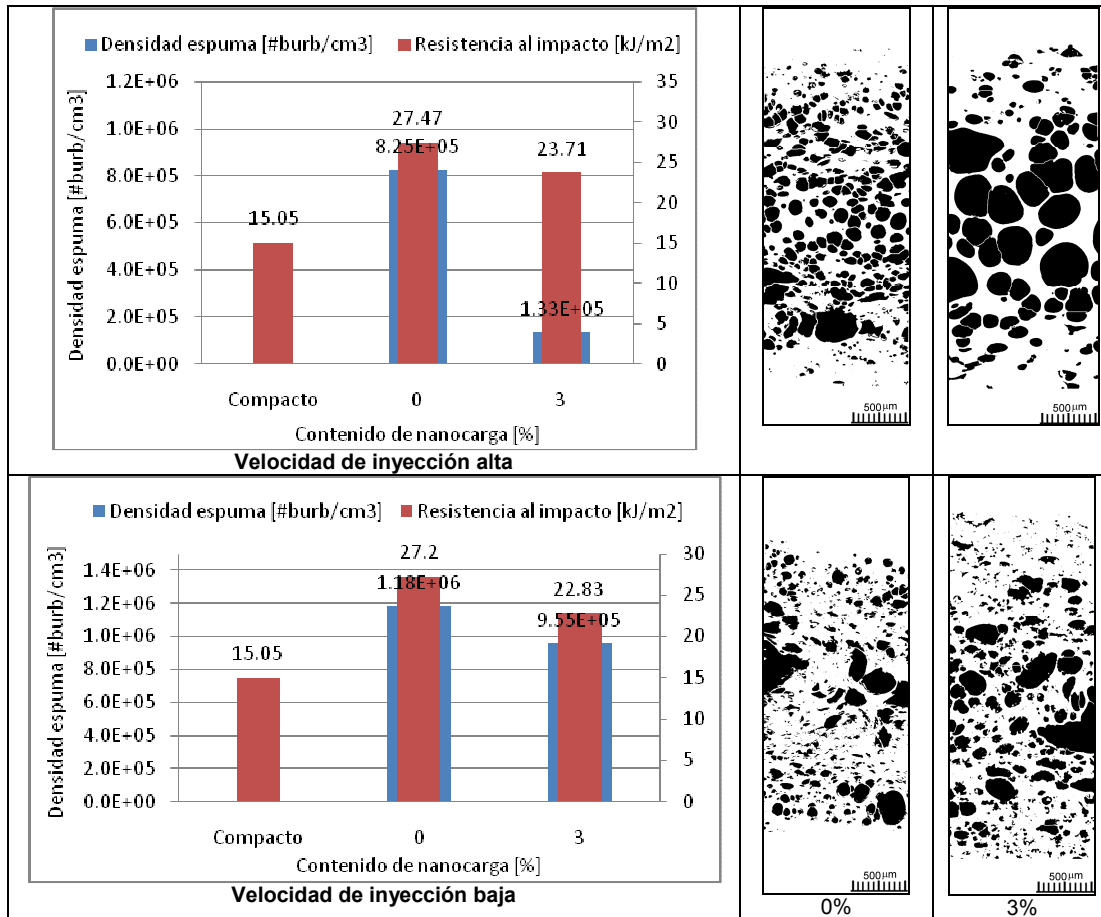 Densidad espuma [#burb/cm3] Resistencia al impacto [kJ/m2]
Densidad espuma [#burb/cm3]
1.2E+06
1.0E+06
8.0E+05
6.0E+05
4.0E+05
2.0E+05
0.0E+00
35
30
25
20
15
10
5
0
15.05
27.47
8.25E+05
23.71
1.33E+05
Compacto 0 3
Contenido de nanocarga [%]
Velocidad de inyección alta
500µm
500µm
Densidad espuma [#burb/cm3] Resistencia al impacto [kJ/m2]
Densidad espuma [#burb/cm3]
1.4E+06
1.2E+06
1.0E+06
8.0E+05
6.0E+05
4.0E+05
2.0E+05
0.0E+00
30
25
20
15
10
5
0
15.05
27.2
1.18E+06
22.83
9.55E+05
Compacto 0 3
Contenido de nanocarga [%]
Velocidad de inyección baja
500µm
500µm
0%
3%